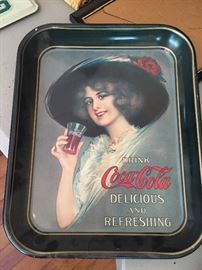 DRINK
Coca-Cola
DELICIOUS
AND
REFRESHING